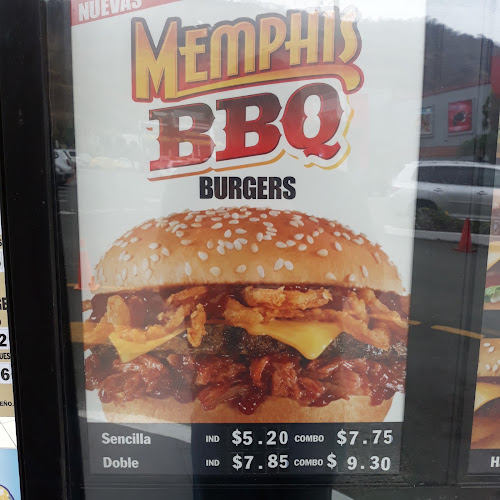 NUEVAS
MEMPHIS
BBQ
BURGERS
Sencilla IND $5.20 COMBO $7.75
Doble IND $7.85 COMBO $ 9.30